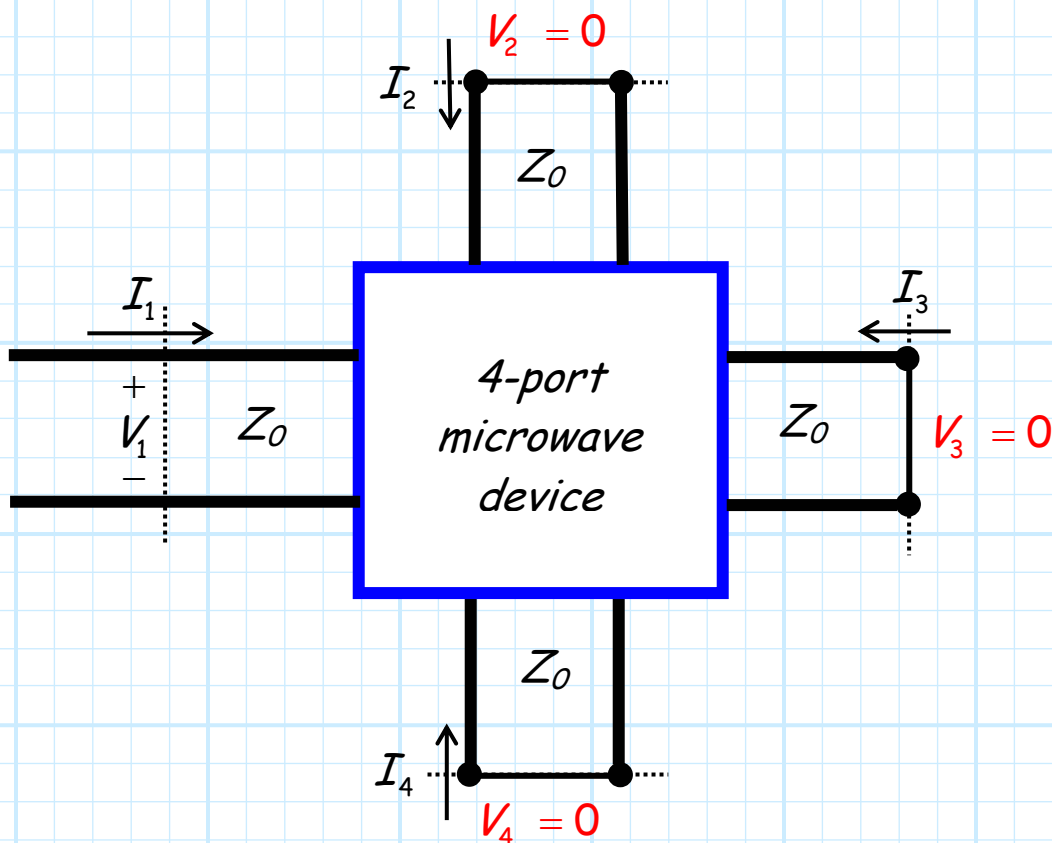 V₂ = 0
I₂
Z₀
I₁
I₃
+
V₁
−
Z₀
4-port
microwave
device
Z₀
V₃ = 0
Z₀
I₄
V₄ = 0